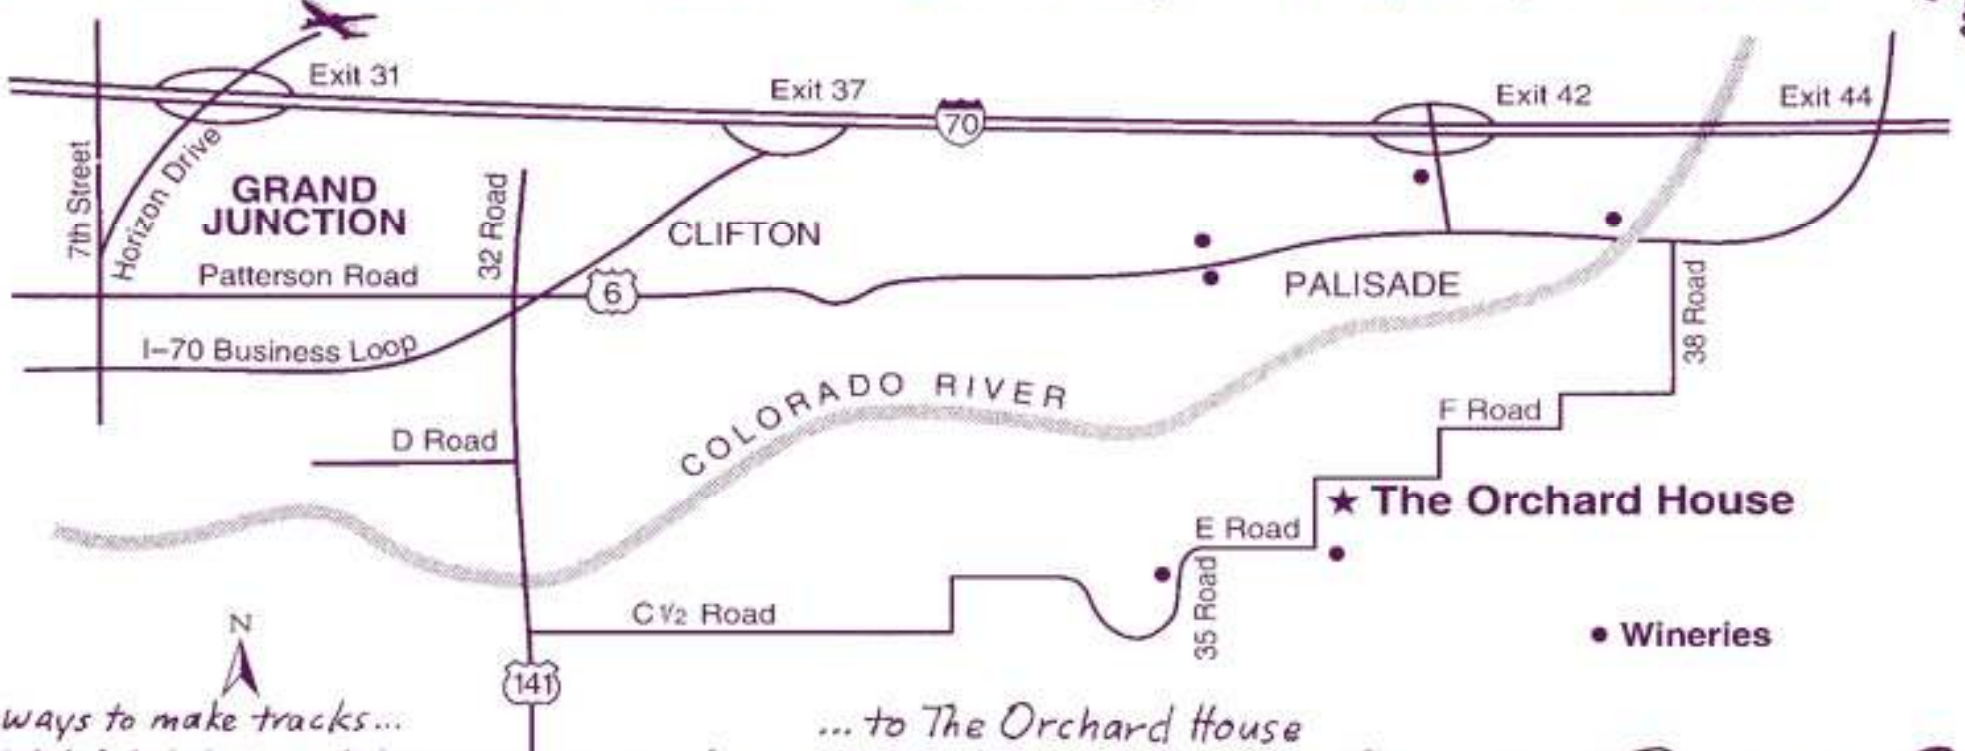 Exit 31
Exit 37
70
Exit 42
Exit 44
7th Street
Horizon Drive
GRAND
JUNCTION
32 Road
CLIFTON
Patterson Road
6
PALISADE
38 Road
I–70 Business Loop
COLORADO RIVER
F Road
D Road
★ The Orchard House
E Road
35 Road
C 1/2 Road
• Wineries
N
141
ways to make tracks...
...to The Orchard House